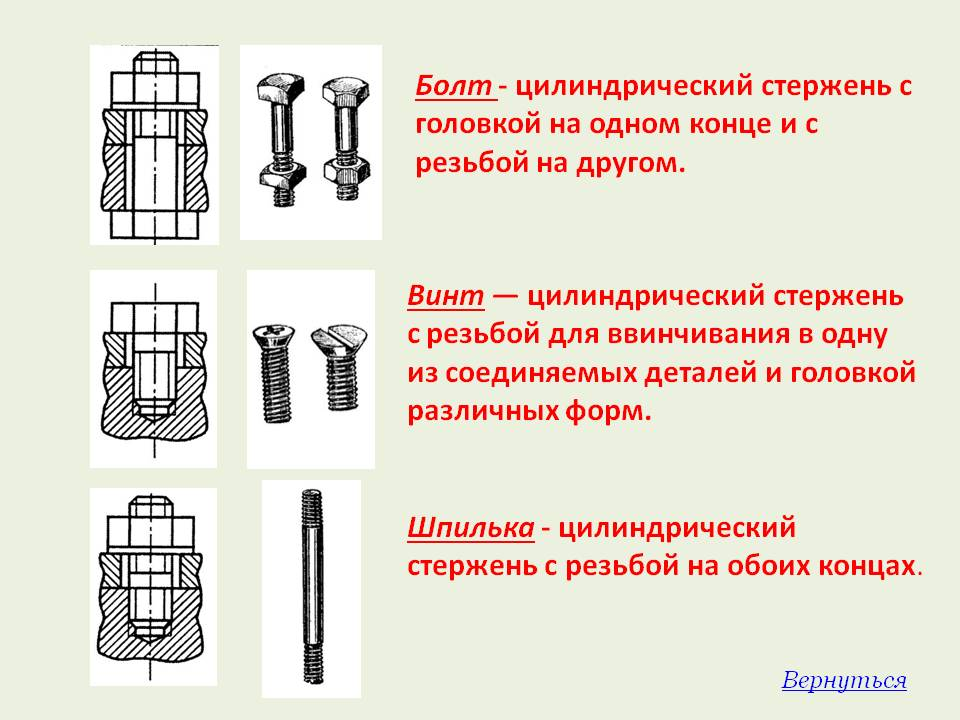 Болт - цилиндрический стержень с
головкой на одном конце и с
резьбой на другом.
Винт — цилиндрический стержень
с резьбой для ввинчивания в одну
из соединяемых деталей и головкой
различных форм.
Шпилька - цилиндрический
стержень с резьбой на обоих концах.
Вернуться